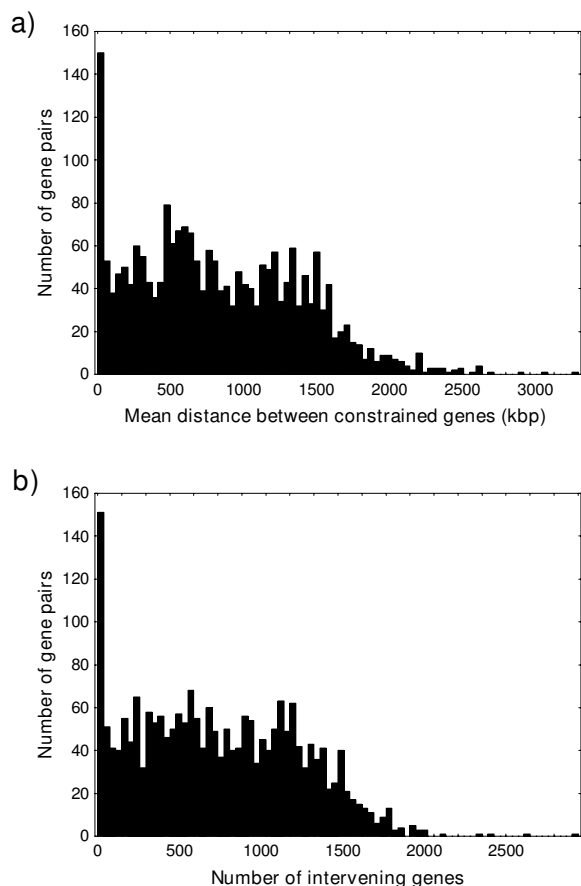 a)
160
140
120
100
80
60
40
20
0
Number of gene pairs
0 500 1000 1500 2000 2500 3000
Mean distance between constrained genes (kbp)
b)
160
140
120
100
80
60
40
20
0
Number of gene pairs
0 500 1000 1500 2000 2500
Number of intervening genes